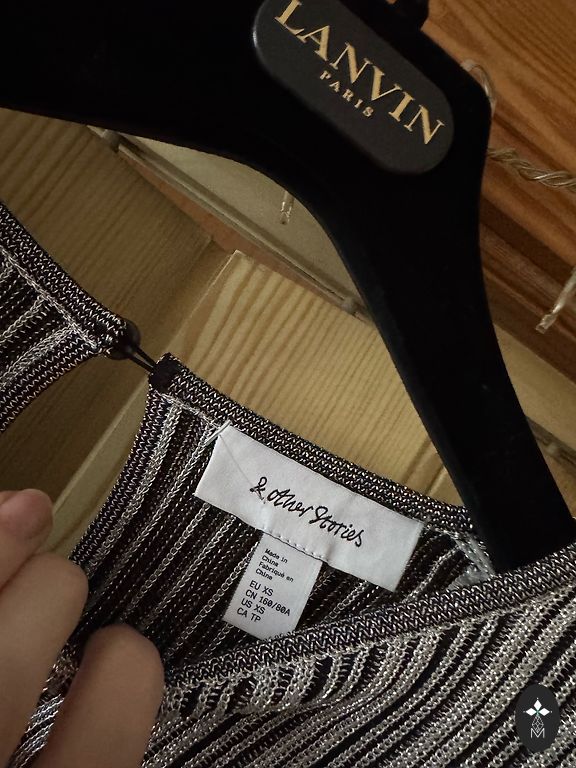 LANVIN
PARIS
& other Stories
Made in
China
Fabriqué en
Chine
EU XS
CN 160/80A
US XS
CA TP
M